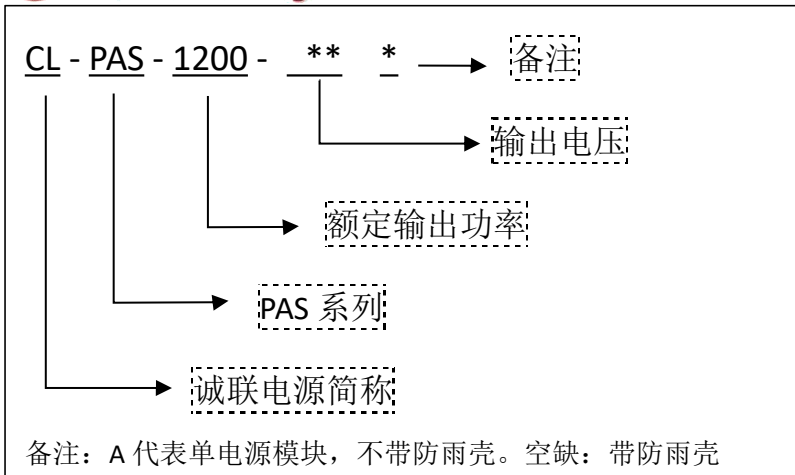 CL - PAS - 1200 - ** *
备注
输出电压
额定输出功率
PAS 系列
诚联电源简称
备注：A 代表单电源模块，不带防雨壳。空缺：带防雨壳